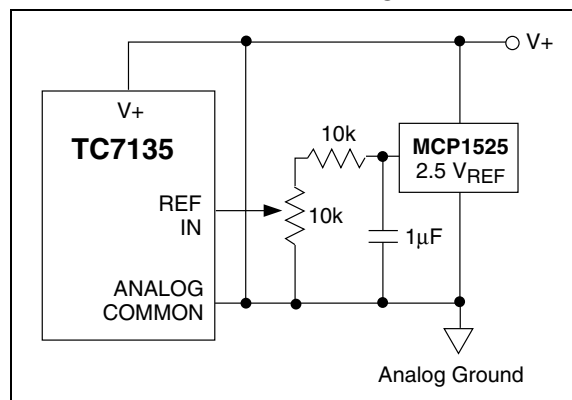 V+
V+
TC7135
10k
MCP1525
2.5 VREF
REF
IN
10k
1µF
ANALOG
COMMON
Analog Ground